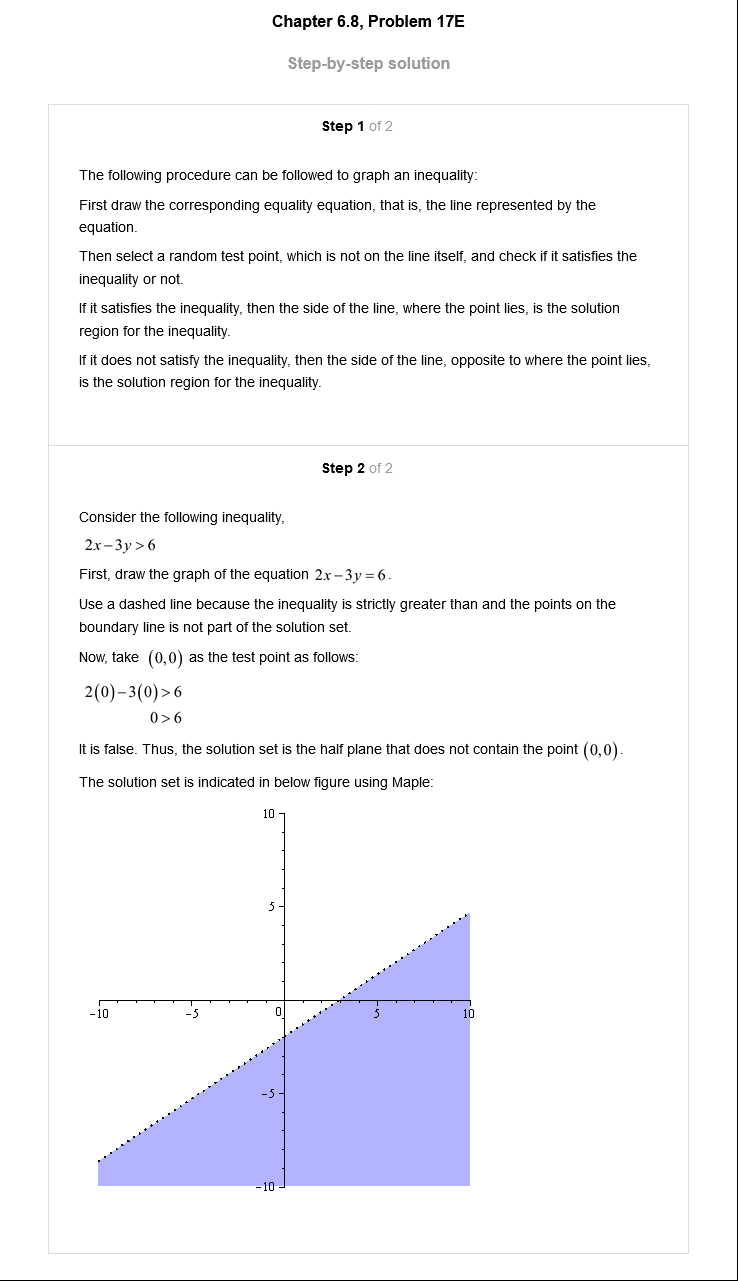 Chapter 6.8, Problem 17E
Step-by-step solution
Step 1 of 2
The following procedure can be followed to graph an inequality:
First draw the corresponding equality equation, that is, the line represented by the
equation.
Then select a random test point, which is not on the line itself, and check if it satisfies the
inequality or not.
If it satisfies the inequality, then the side of the line, where the point lies, is the solution
region for the inequality.
If it does not satisfy the inequality, then the side of the line, opposite to where the point lies,
is the solution region for the inequality.
Step 2 of 2
Consider the following inequality,
2x−3y>6
First, draw the graph of the equation 2x−3y=6.
Use a dashed line because the inequality is strictly greater than and the points on the
boundary line is not part of the solution set.
Now, take (0,0) as the test point as follows:
2(0)−3(0)>6
0>6
It is false. Thus, the solution set is the half plane that does not contain the point (0,0).
The solution set is indicated in below figure using Maple:
10
5
−10 −5 0 5 10
−5
−10